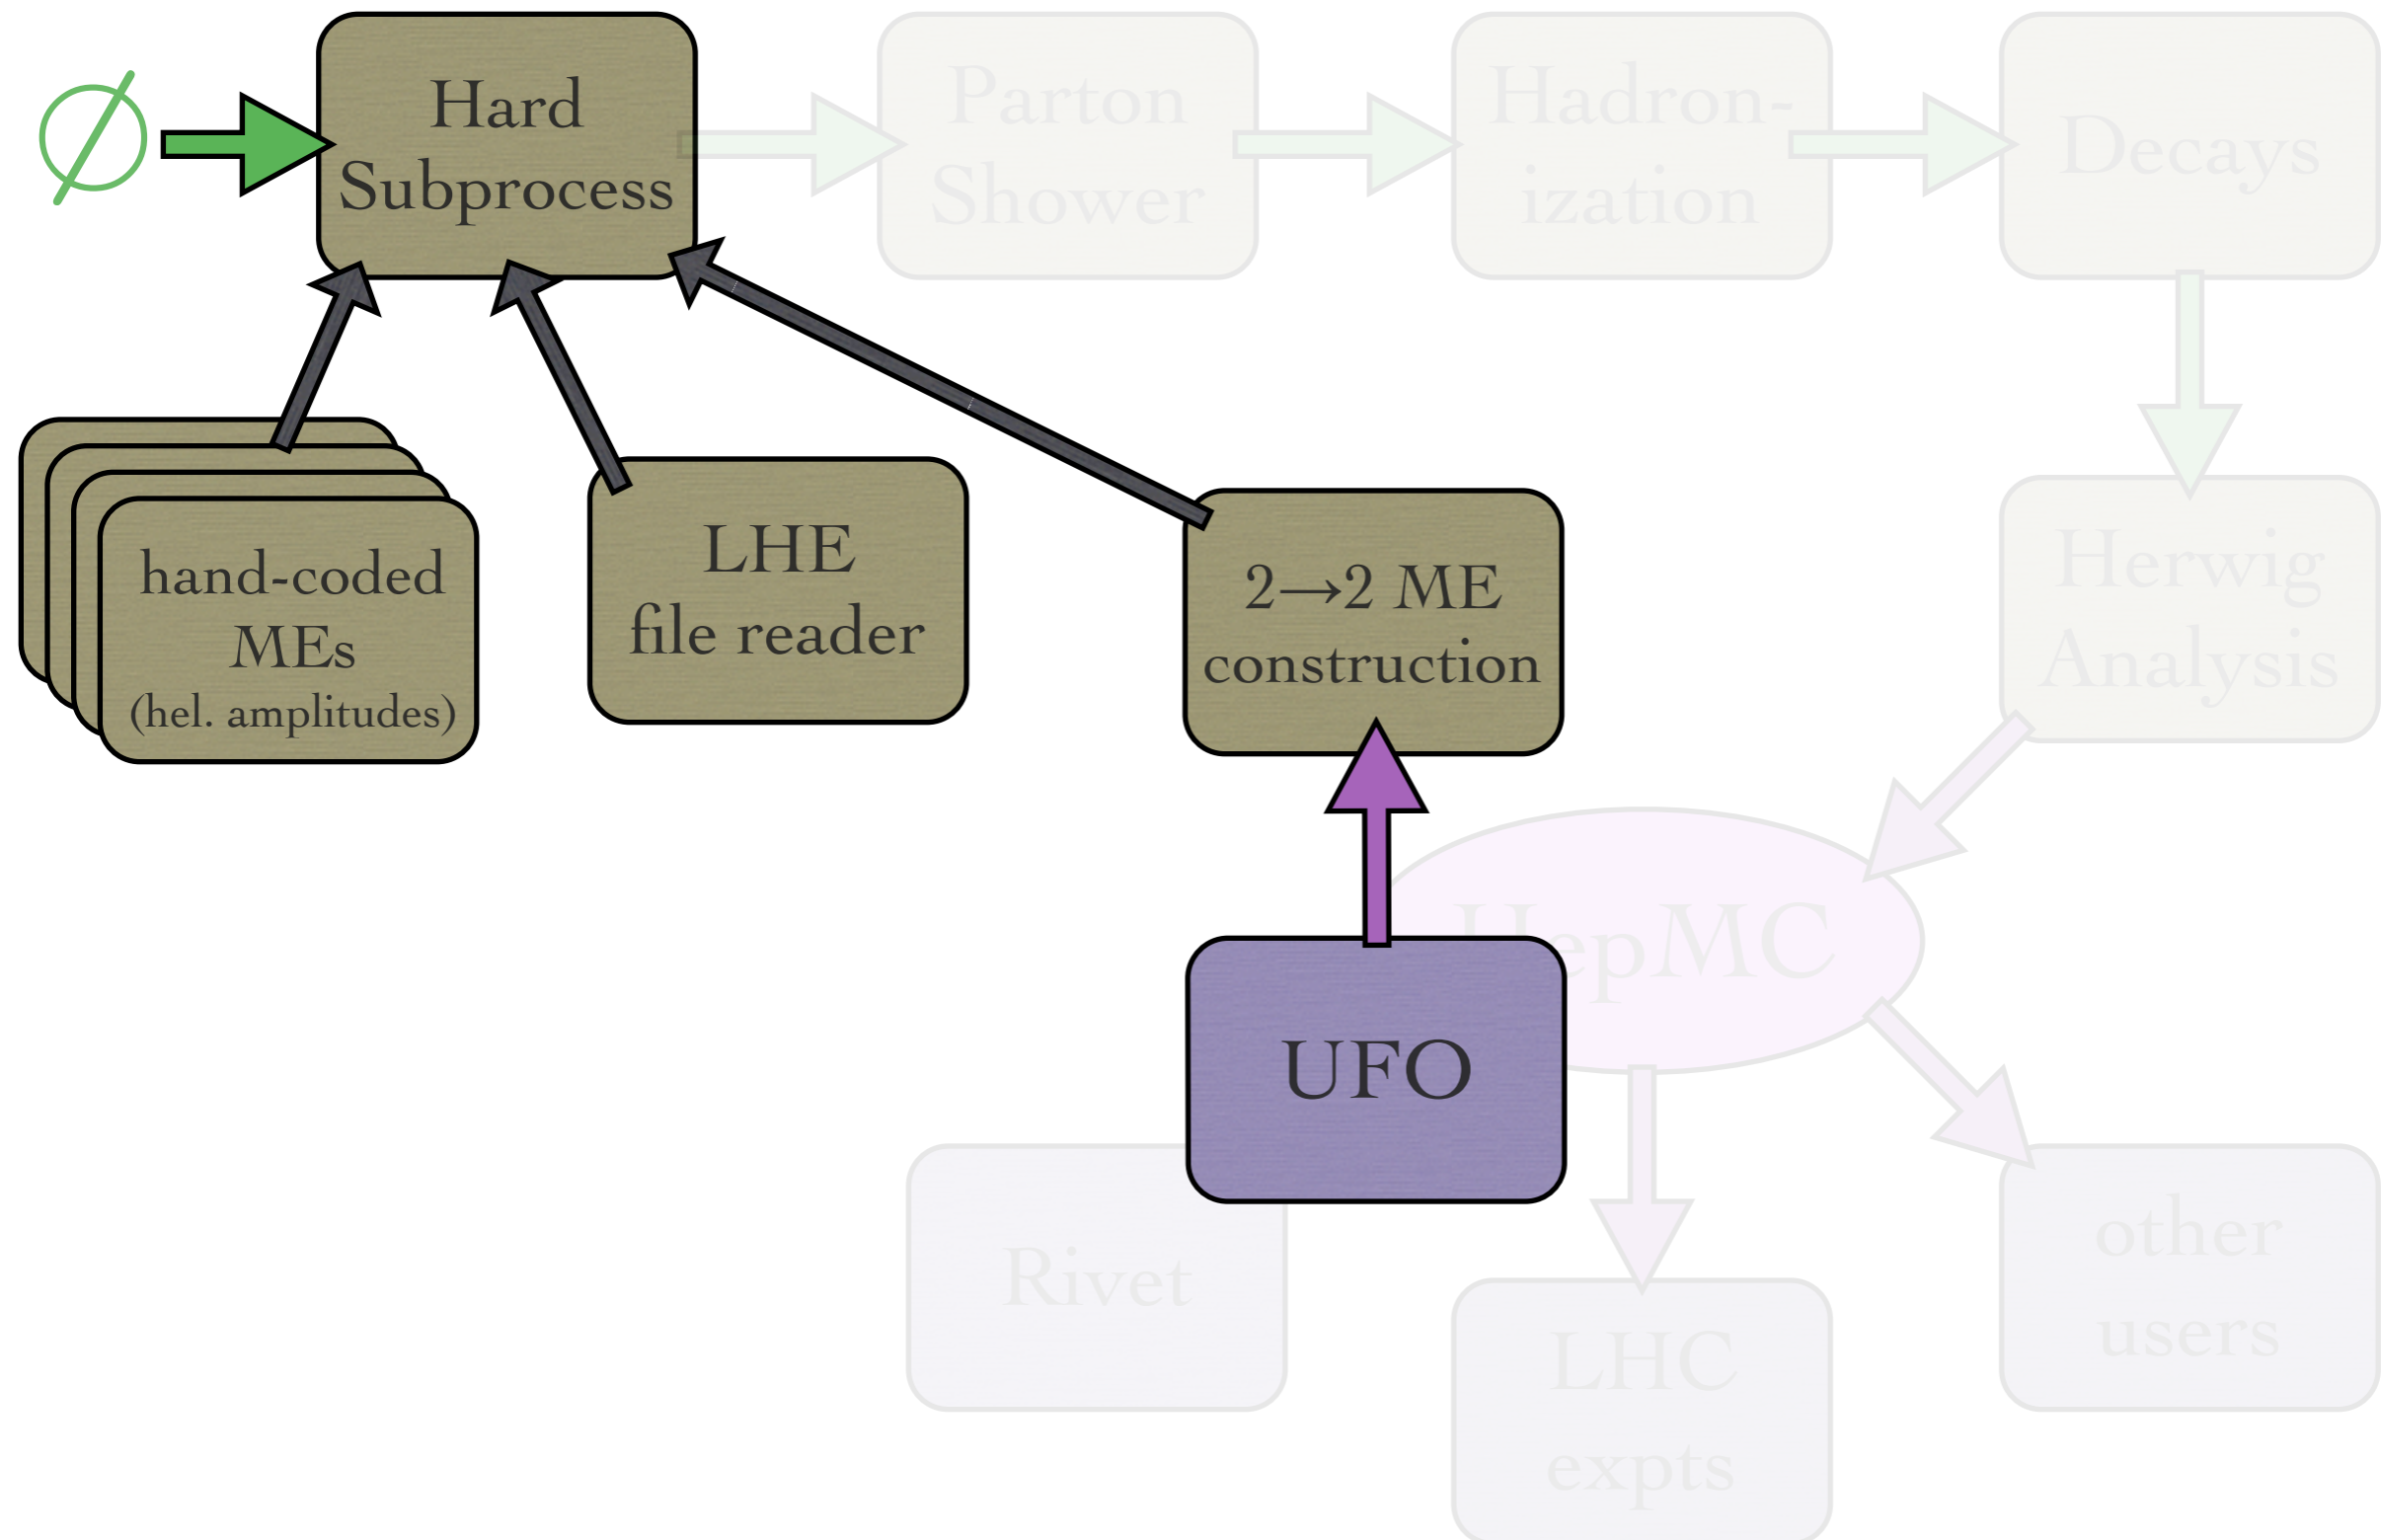 ∅
Hard
Subprocess
Parton
Shower
Hadron-
ization
Decays
hand-coded
MEs
(hel. amplitudes)
LHE
file reader
2→2 ME
construction
Herwig
Analysis
HepMC
UFO
Rivet
LHC
expts
other
users